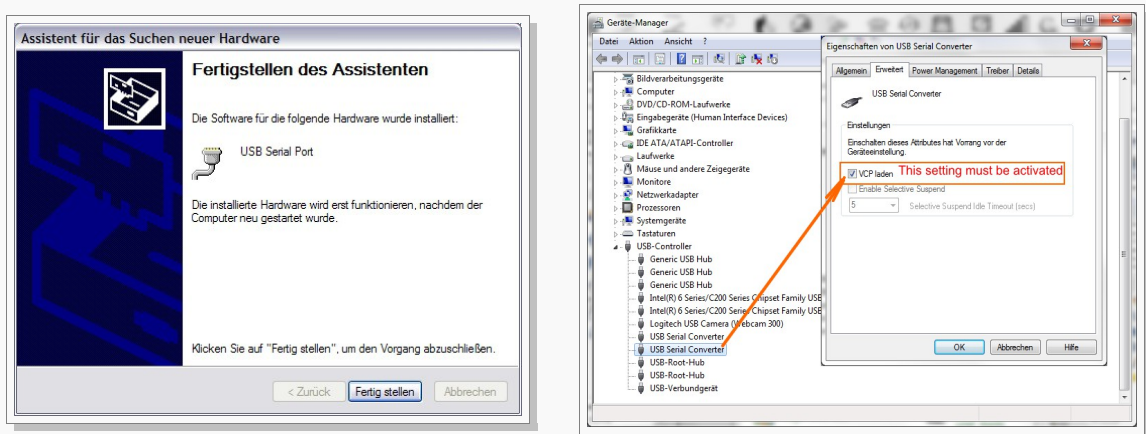 Assistent für das Suchen neuer Hardware
Fertigstellen des Assistenten
Die Software für die folgende Hardware wurde installiert:
USB Serial Port
Die installierte Hardware wird erst funktionieren, nachdem der
Computer neu gestartet wurde.
Klicken Sie auf "Fertig stellen", um den Vorgang abzuschließen.
< Zurück
Fertig stellen
Abbrechen
Geräte-Manager
Datei Aktion Ansicht ?
Bildverarbeitungsgeräte
Computer
DVD/CD-ROM-Laufwerke
Eingabegeräte (Human Interface Devices)
Grafikkarte
IDE ATA/ATAPI-Controller
Laufwerke
Mäuse und andere Zeigegeräte
Monitore
Netzwerkadapter
Prozessoren
Systemgeräte
Tastaturen
USB-Controller
Generic USB Hub
Generic USB Hub
Generic USB Hub
Intel(R) 6 Series/C200 Series Chipset Family USB
Intel(R) 6 Series/C200 Series Chipset Family USB
Logitech USB Camera (Webcam 300)
USB Serial Converter
USB Serial Converter
USB-Root-Hub
USB-Root-Hub
USB-Verbundgerät
Eigenschaften von USB Serial Converter
Allgemein Erweitert Power Management Treiber Details
USB Serial Converter
Einstellungen
Einschalten dieses Attributes hat Vorrang vor der
Geräteeinstellung.
VCP laden This setting must be activated
Enable Selective Suspend
5 Selective Suspend Idle Timeout (secs)
OK
Abbrechen
Hilfe